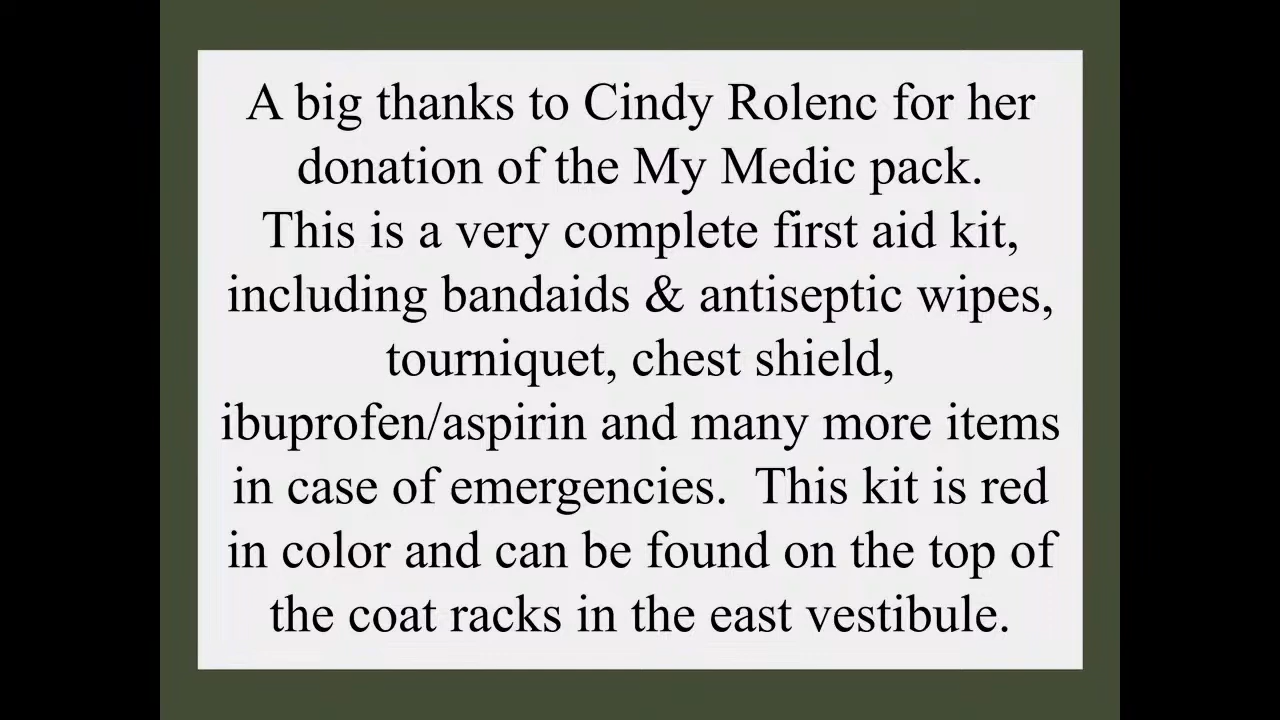 A big thanks to Cindy Rolenc for her
donation of the My Medic pack.
This is a very complete first aid kit,
including bandaids & antiseptic wipes,
tourniquet, chest shield,
ibuprofen/aspirin and many more items
in case of emergencies.  This kit is red
in color and can be found on the top of
the coat racks in the east vestibule.